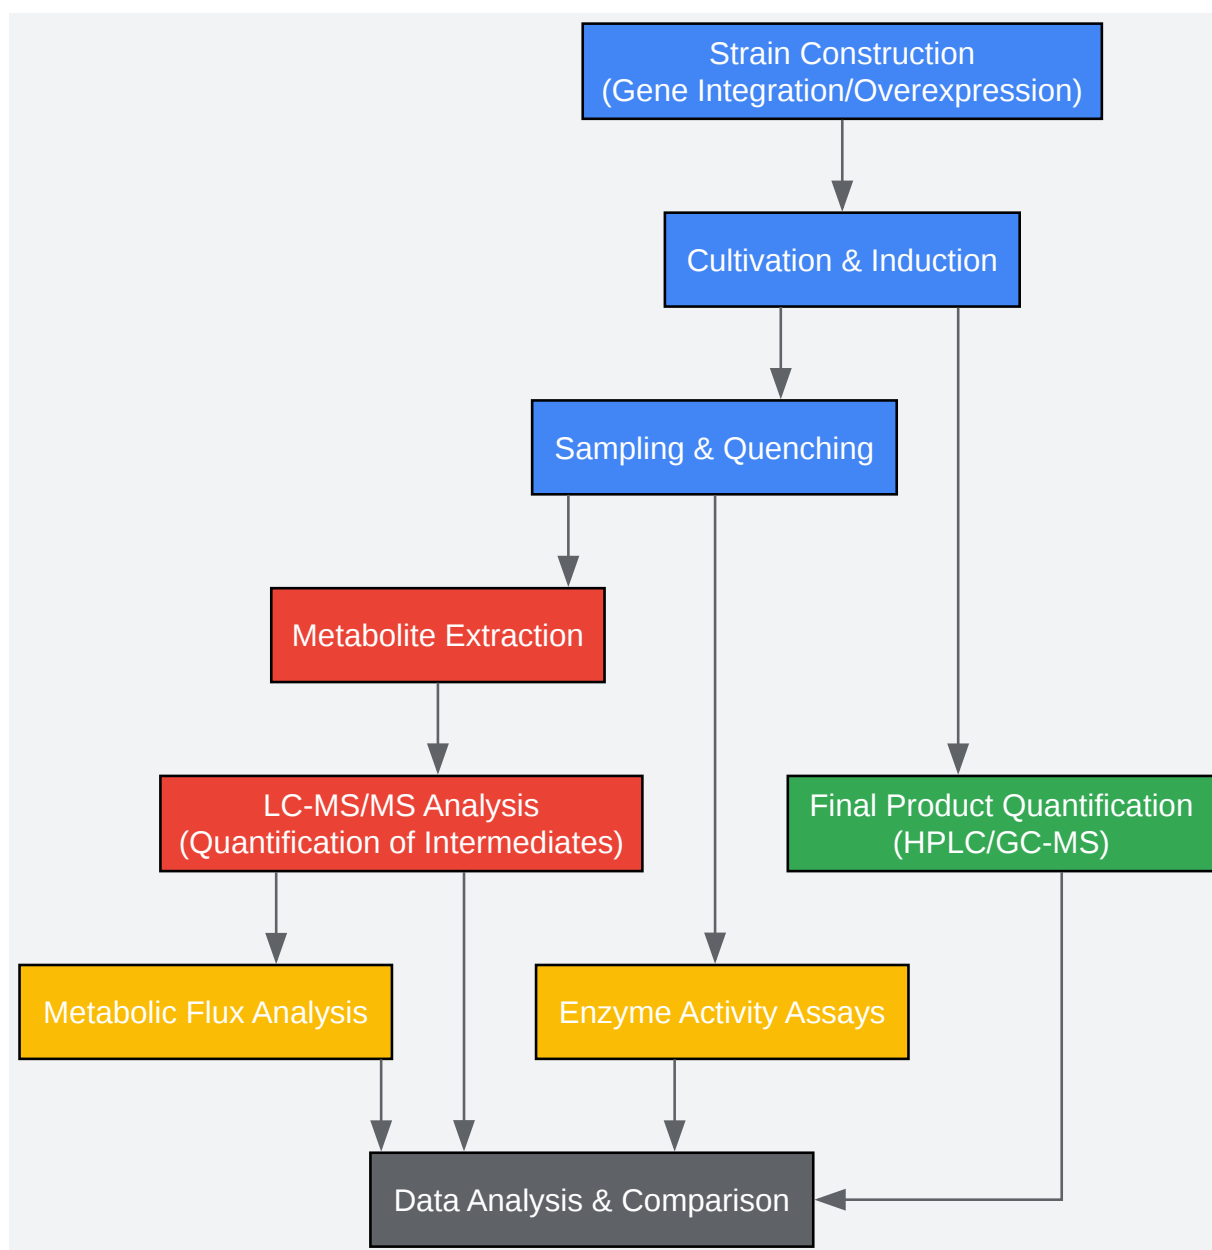 Strain Construction
(Gene Integration/Overexpression)
Cultivation & Induction
Sampling & Quenching
Metabolite Extraction
LC-MS/MS Analysis
(Quantification of Intermediates)
Final Product Quantification
(HPLC/GC-MS)
Metabolic Flux Analysis
Enzyme Activity Assays
Data Analysis & Comparison